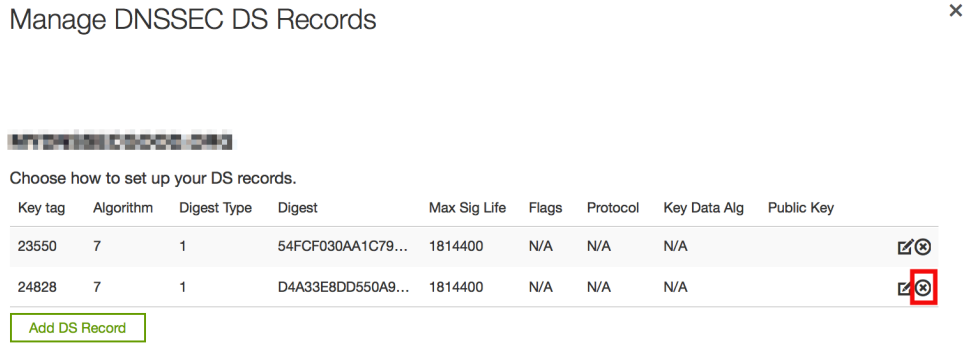 Manage DNSSEC DS Records
Choose how to set up your DS records.
Key tag Algorithm Digest Type Digest Max Sig Life Flags Protocol Key Data Alg Public Key
23550 7 1 54FCF030AA1C79... 1814400 N/A N/A N/A
24828 7 1 D4A33E8DD550A9... 1814400 N/A N/A N/A
Add DS Record